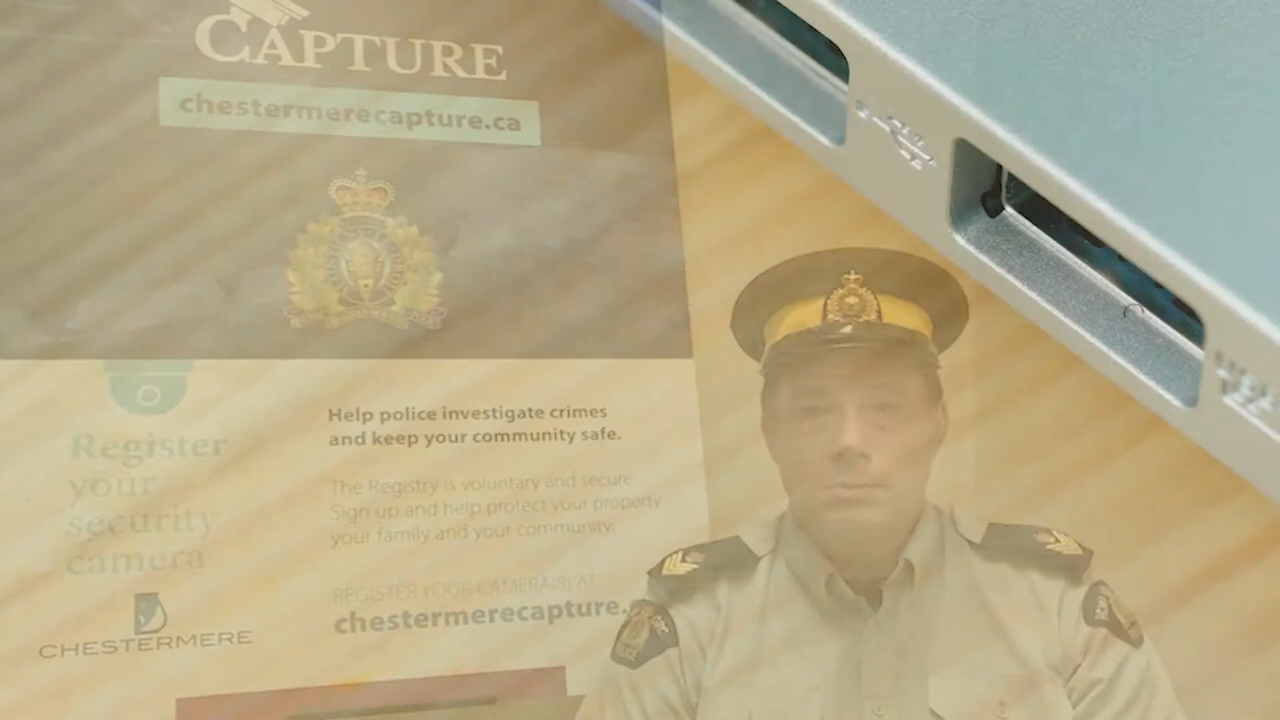 CAPTURE
chestermerecapture.ca
Register
your
security
camera
CHESTERMERE
Help police investigate crimes
and keep your community safe.
The Registry is voluntary and secure.
Sign up and help protect your property
your family and your community.
REGISTER YOUR CAMERA(S) AT
chestermerecapture.